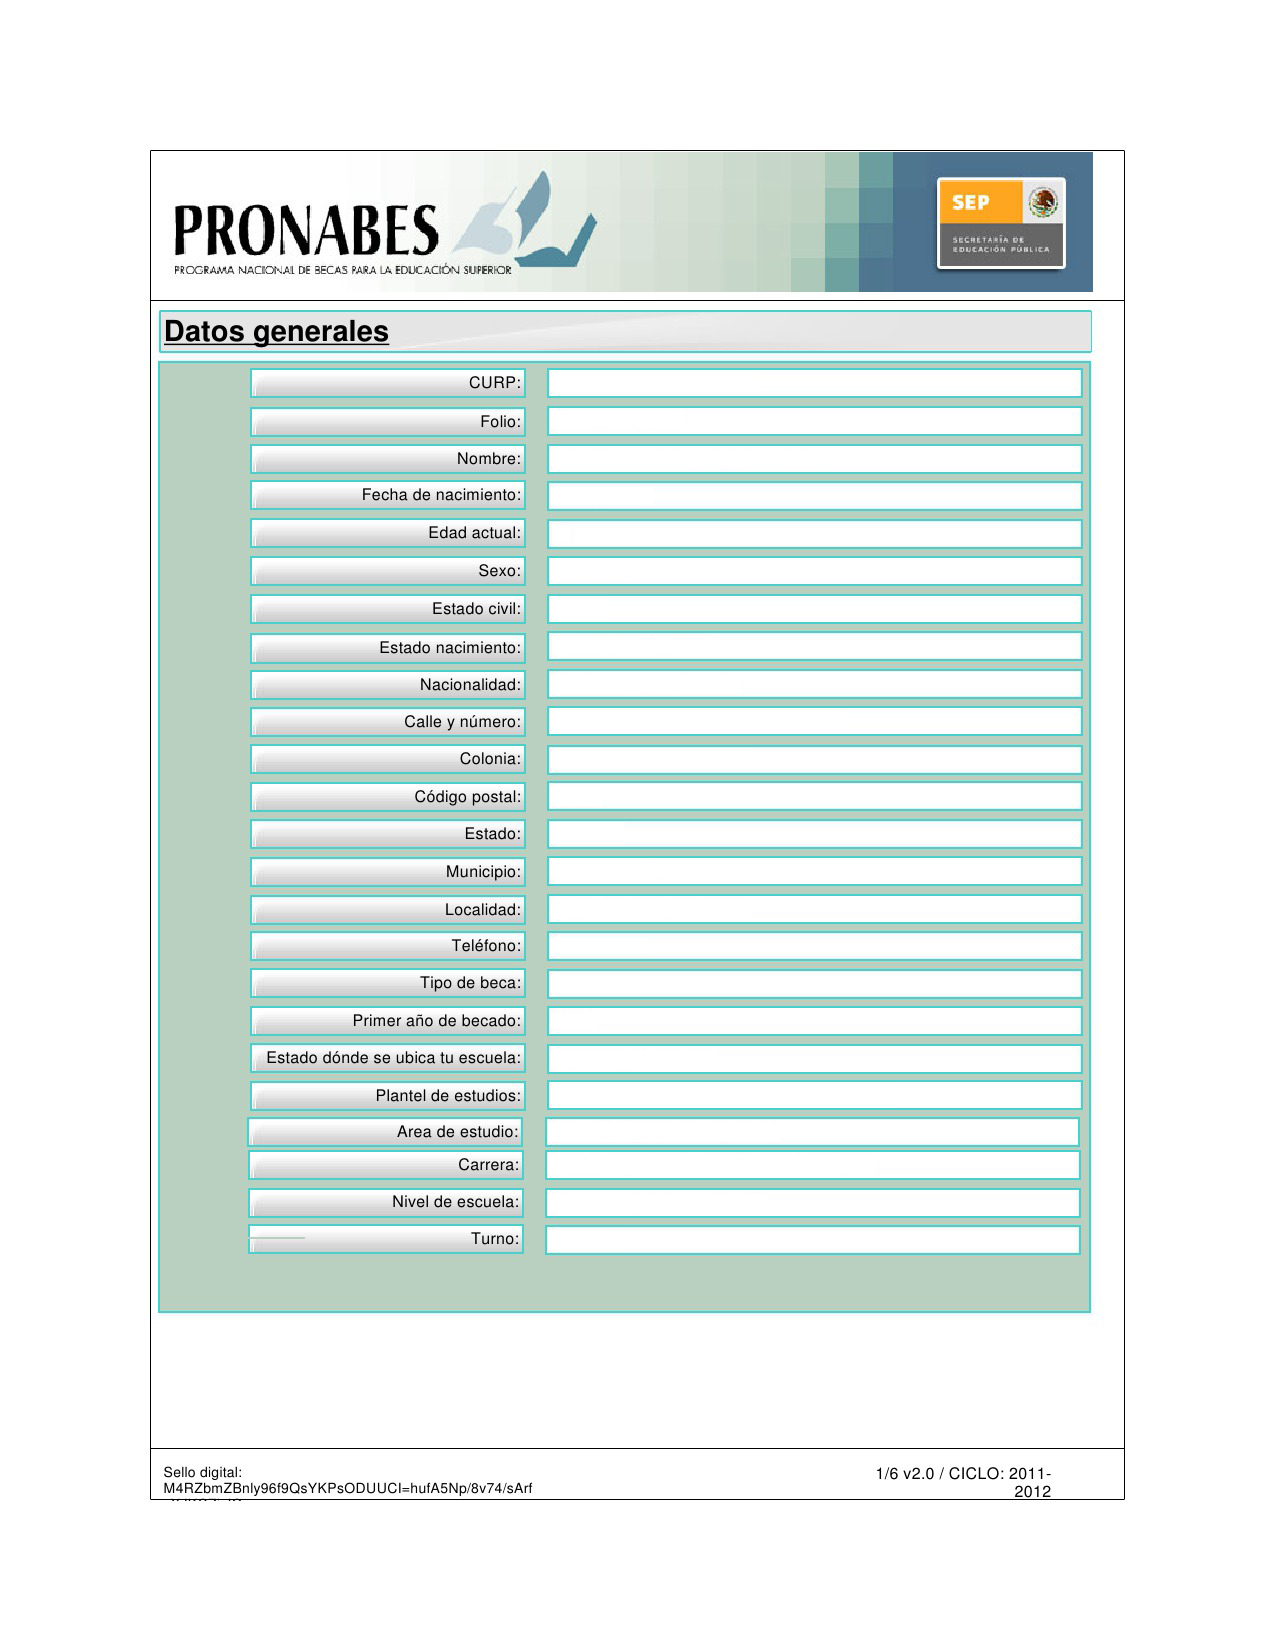 PRONABES
PROGRAMA NACIONAL DE BECAS PARA LA EDUCACIÓN SUPERIOR
SEP
SECRETARÍA DE
EDUCACIÓN PÚBLICA
Datos generales
CURP:
Folio:
Nombre:
Fecha de nacimiento:
Edad actual:
Sexo:
Estado civil:
Estado nacimiento:
Nacionalidad:
Calle y número:
Colonia:
Código postal:
Estado:
Municipio:
Localidad:
Teléfono:
Tipo de beca:
Primer año de becado:
Estado dónde se ubica tu escuela:
Plantel de estudios:
Area de estudio:
Carrera:
Nivel de escuela:
Turno:
Sello digital:
M4RZbmZBnly96f9QsYKPsODUUCI=hufA5Np/8v74/sArf
1/6 v2.0 / CICLO: 2011-
2012